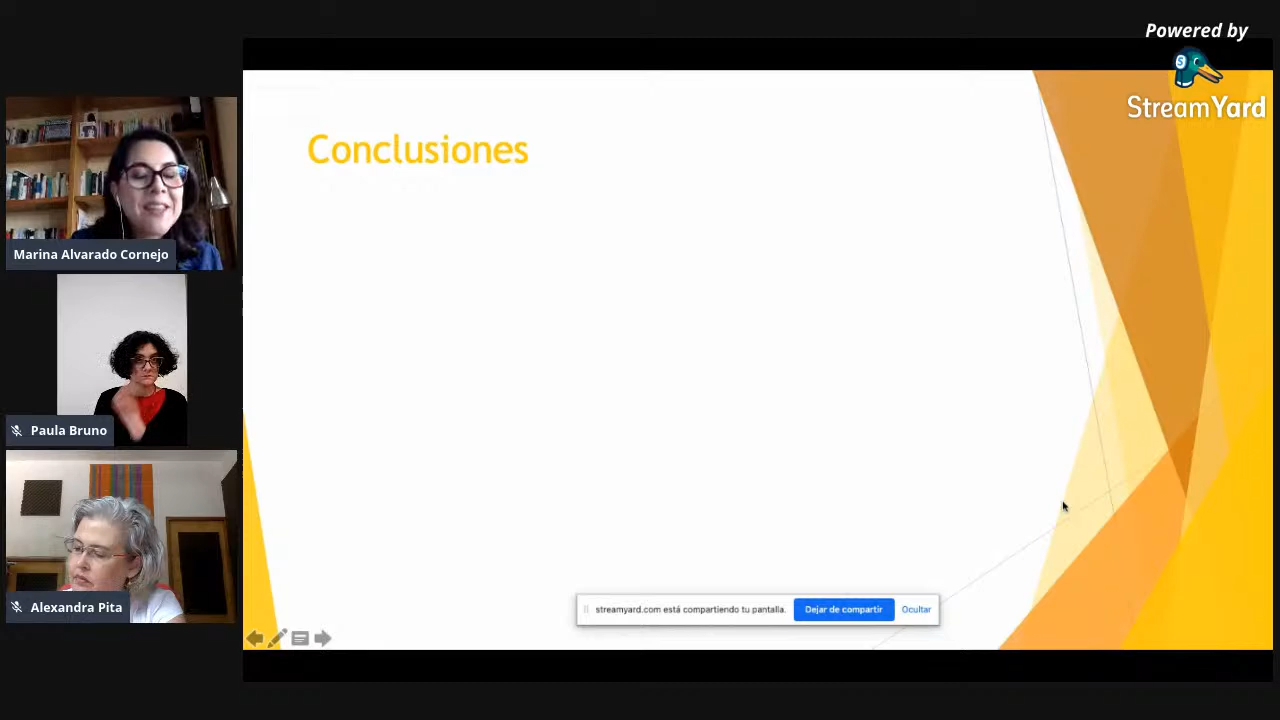 Powered by
StreamYard
Conclusiones
Marina Alvarado Cornejo
Paula Bruno
Alexandra Pita
streamyard.com está compartiendo tu pantalla.
Dejar de compartir
Ocultar